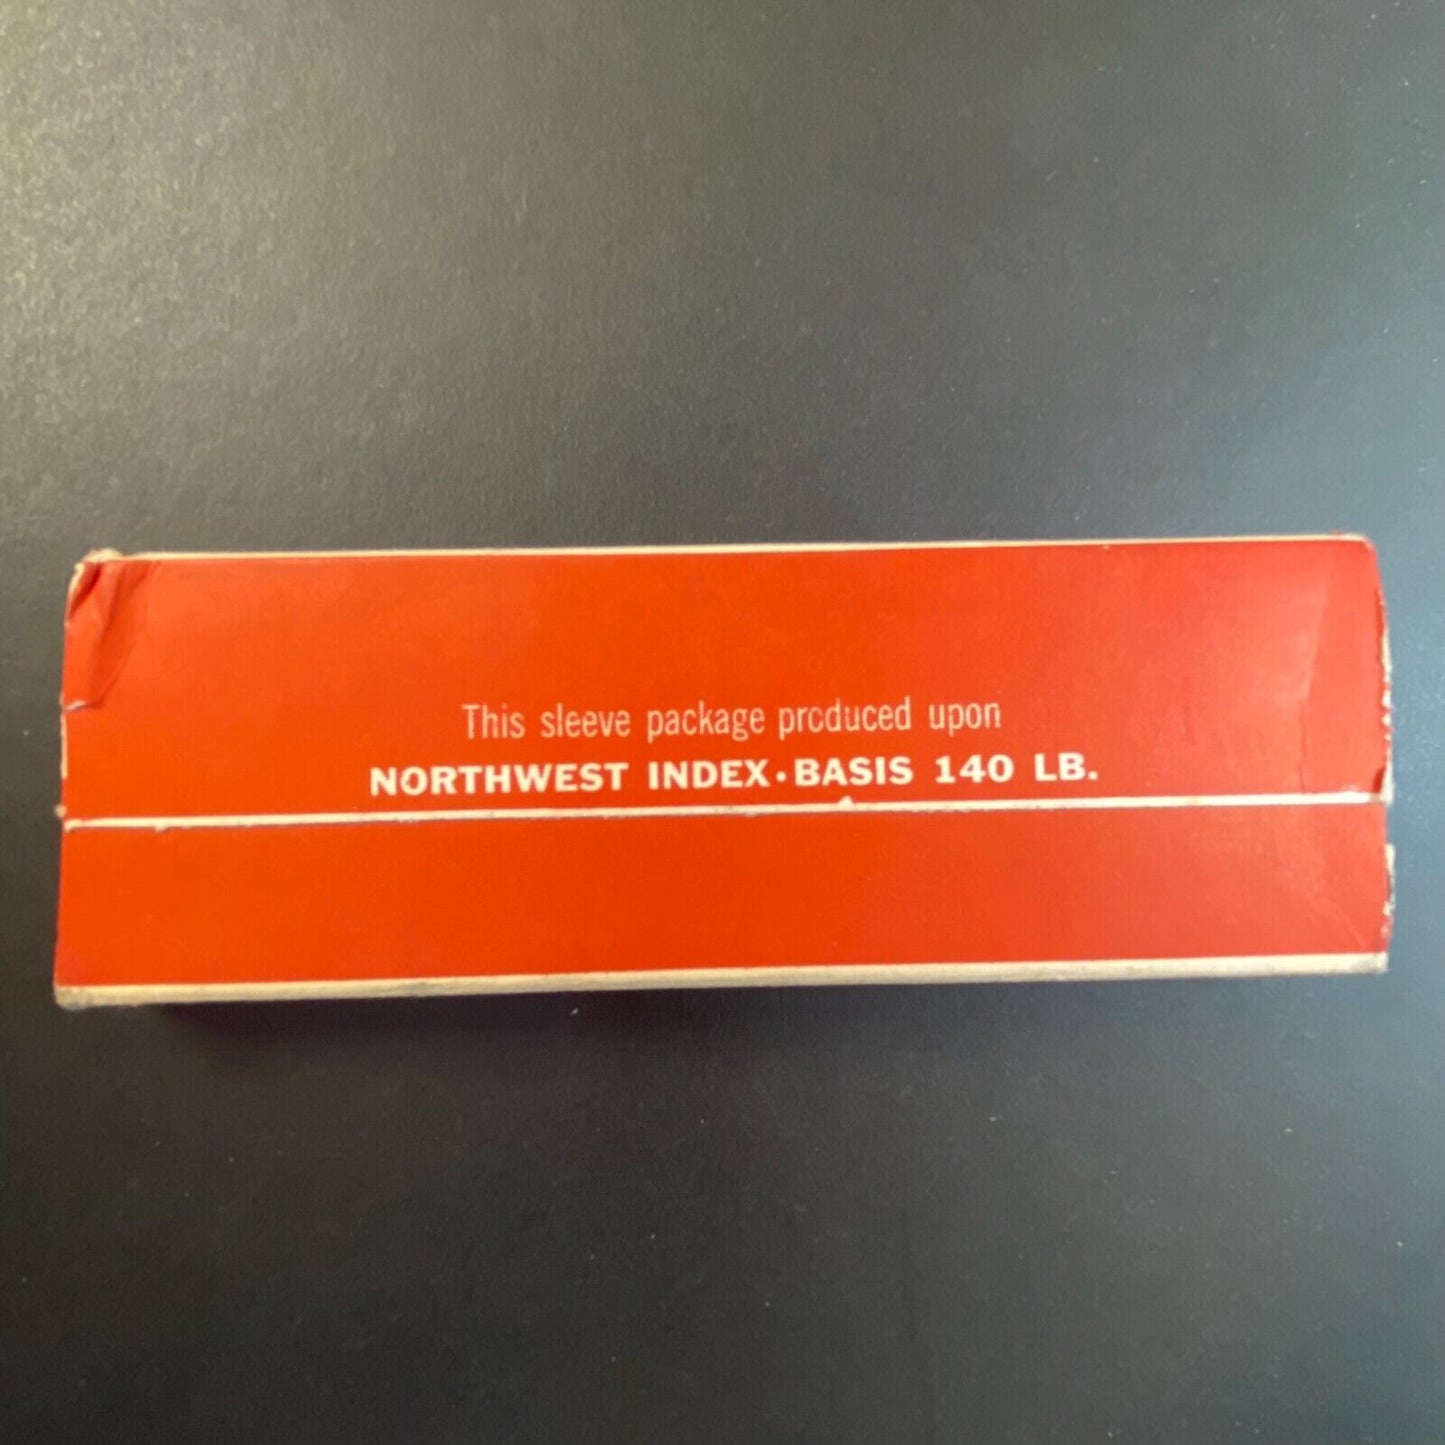 This sleeve package produced upon
NORTHWEST INDEX • BASIS 140 LB.